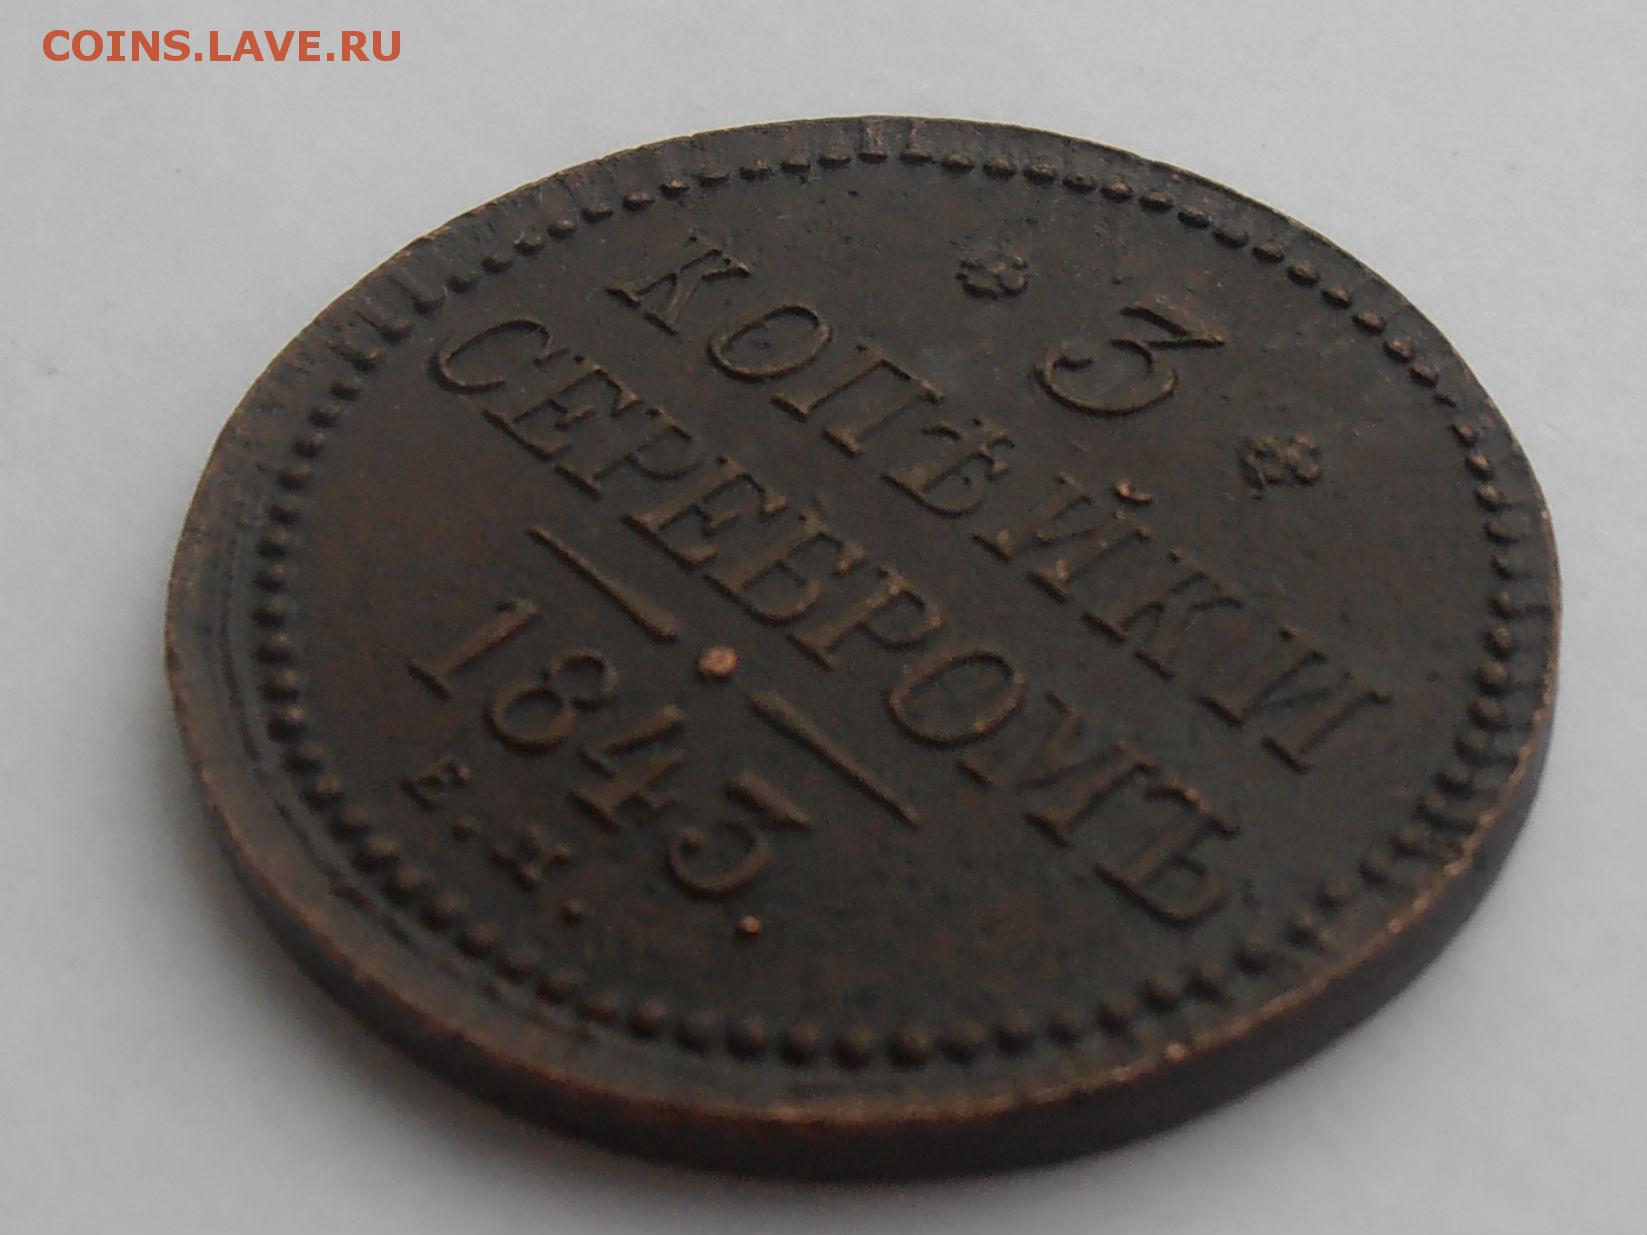 COINS.LAVE.RU
* 3 *
КОПѢЙКИ
СЕРЕБРОМЪ
1843.
Е.М.